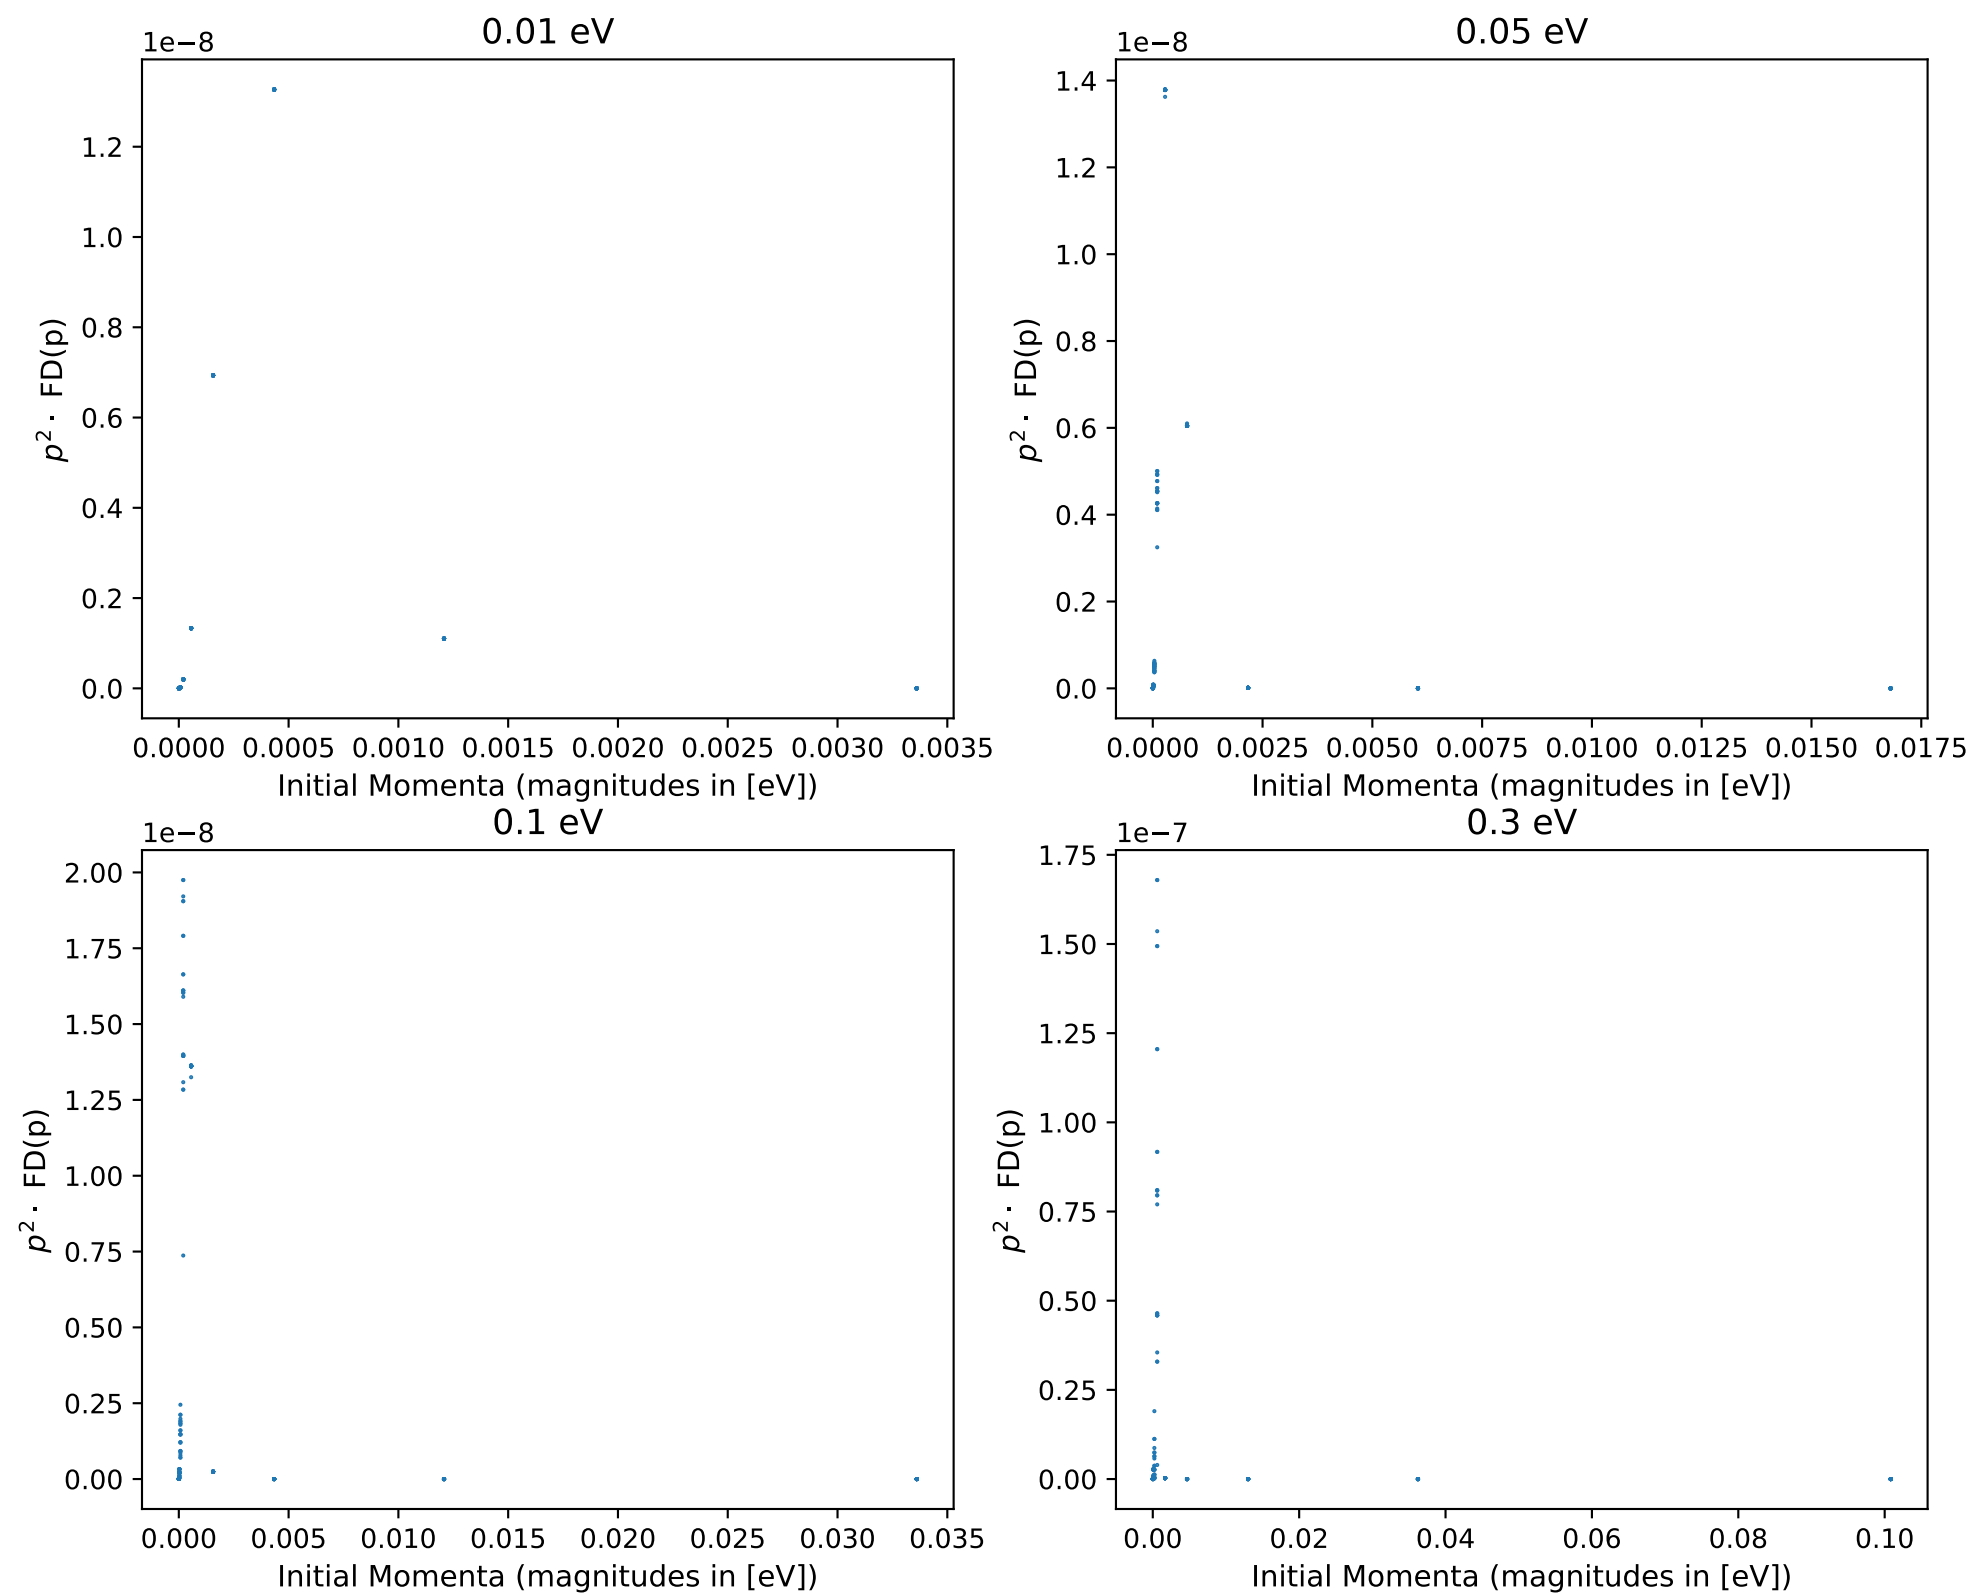 0.01 eV
1e−8
1.2
1.0
0.8
0.6
0.4
0.2
0.0
p²· FD(p)
0.0000 0.0005 0.0010 0.0015 0.0020 0.0025 0.0030 0.0035
Initial Momenta (magnitudes in [eV])
0.05 eV
1e−8
1.4
1.2
1.0
0.8
0.6
0.4
0.2
0.0
p²· FD(p)
0.0000 0.0025 0.0050 0.0075 0.0100 0.0125 0.0150 0.0175
Initial Momenta (magnitudes in [eV])
0.1 eV
1e−8
2.00
1.75
1.50
1.25
1.00
0.75
0.50
0.25
0.00
p²· FD(p)
0.000 0.005 0.010 0.015 0.020 0.025 0.030 0.035
Initial Momenta (magnitudes in [eV])
0.3 eV
1e−7
1.75
1.50
1.25
1.00
0.75
0.50
0.25
0.00
p²· FD(p)
0.00 0.02 0.04 0.06 0.08 0.10
Initial Momenta (magnitudes in [eV])